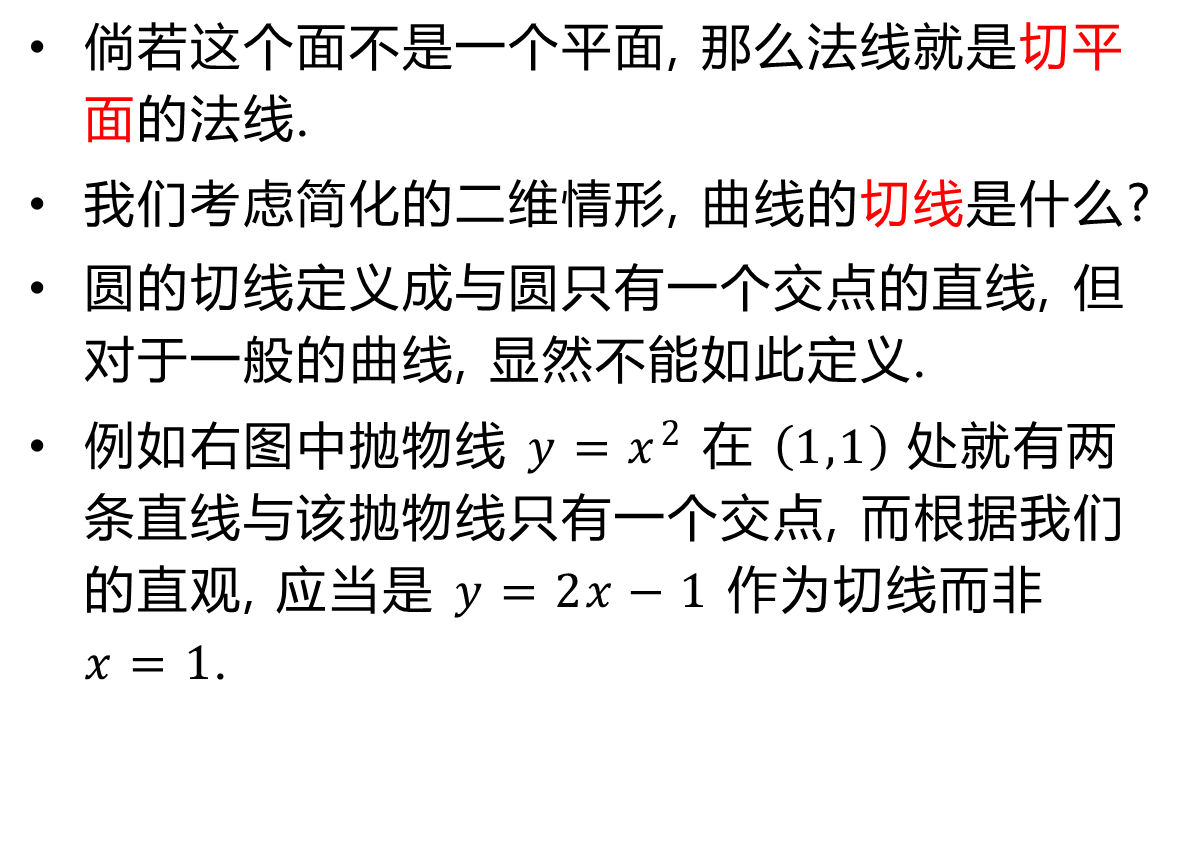 • 倘若这个面不是一个平面, 那么法线就是切平
面的法线.
• 我们考虑简化的二维情形, 曲线的切线是什么?
• 圆的切线定义成与圆只有一个交点的直线, 但
对于一般的曲线, 显然不能如此定义.
• 例如右图中抛物线 y = x² 在 (1,1) 处就有两
条直线与该抛物线只有一个交点, 而根据我们
的直观, 应当是 y = 2x − 1 作为切线而非
x = 1.